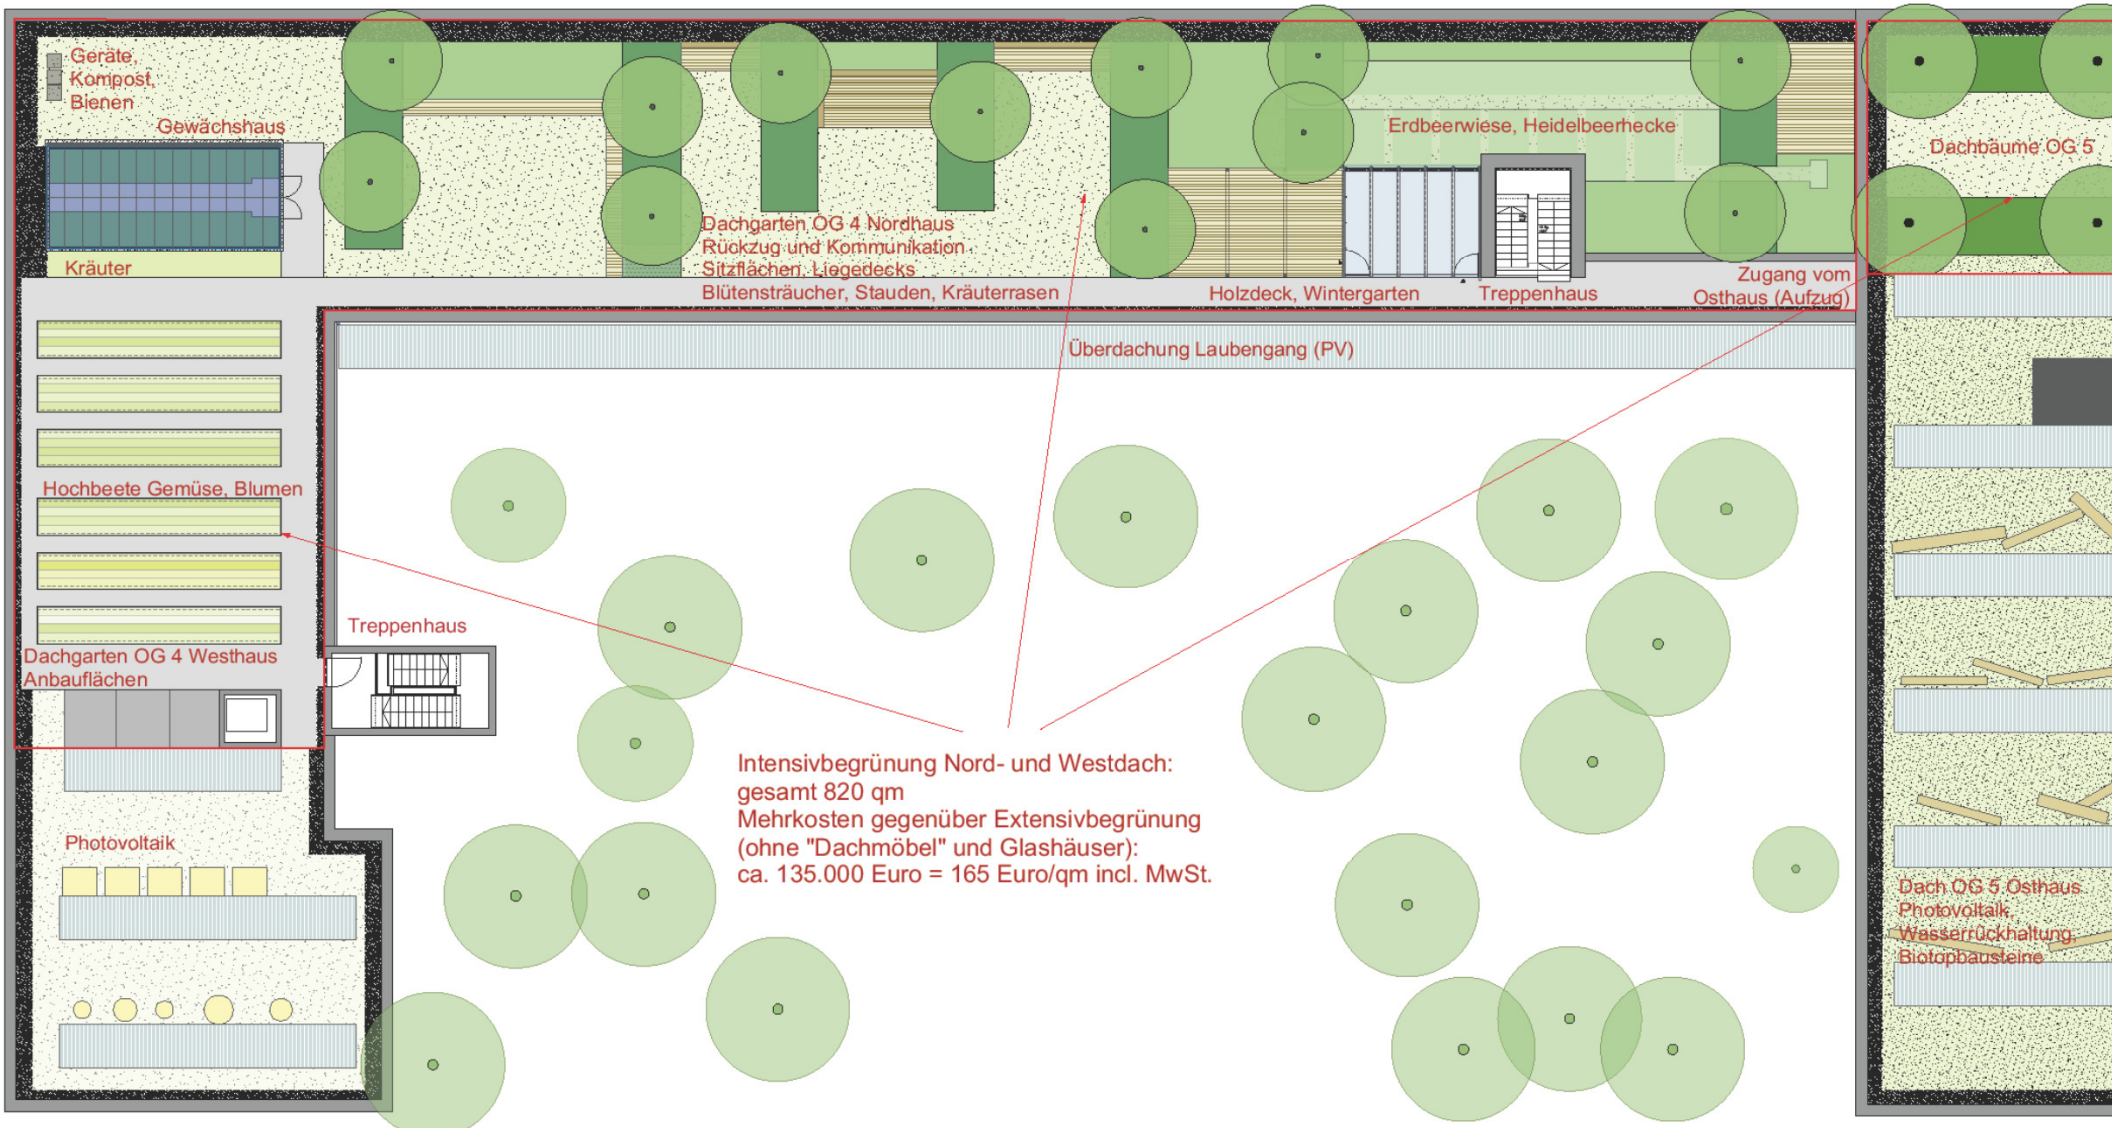 Geräte,
Kompost,
Bienen
Gewächshaus
Kräuter
Dachgarten OG 4 Nordhaus
Rückzug und Kommunikation
Sitzflächen, Liegedecks
Blütensträucher, Stauden, Kräuterrasen
Erdbeerwiese, Heidelbeerhecke
Holzdeck, Wintergarten
Treppenhaus
Zugang vom
Osthaus (Aufzug)
Dachbäume OG 5
Überdachung Laubengang (PV)
Hochbeete Gemüse, Blumen
Dachgarten OG 4 Westhaus
Anbauflächen
Treppenhaus
Intensivbegrünung Nord- und Westdach:
gesamt 820 qm
Mehrkosten gegenüber Extensivbegrünung
(ohne "Dachmöbel" und Glashäuser):
ca. 135.000 Euro = 165 Euro/qm incl. MwSt.
Photovoltaik
Dach OG 5 Osthaus
Photovoltaik,
Wasserrückhaltung,
Biotopbausteine